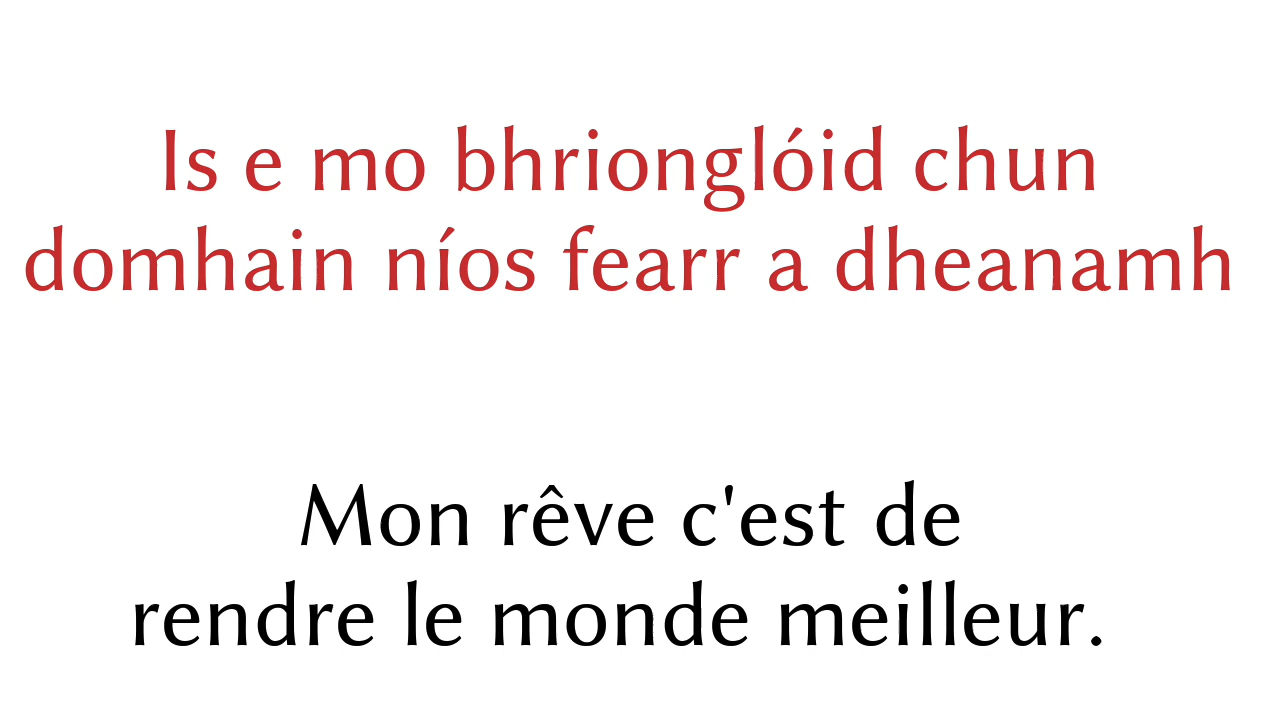 Is e mo bhrionglóid chun
domhain níos fearr a dheanamh
Mon rêve c'est de
rendre le monde meilleur.